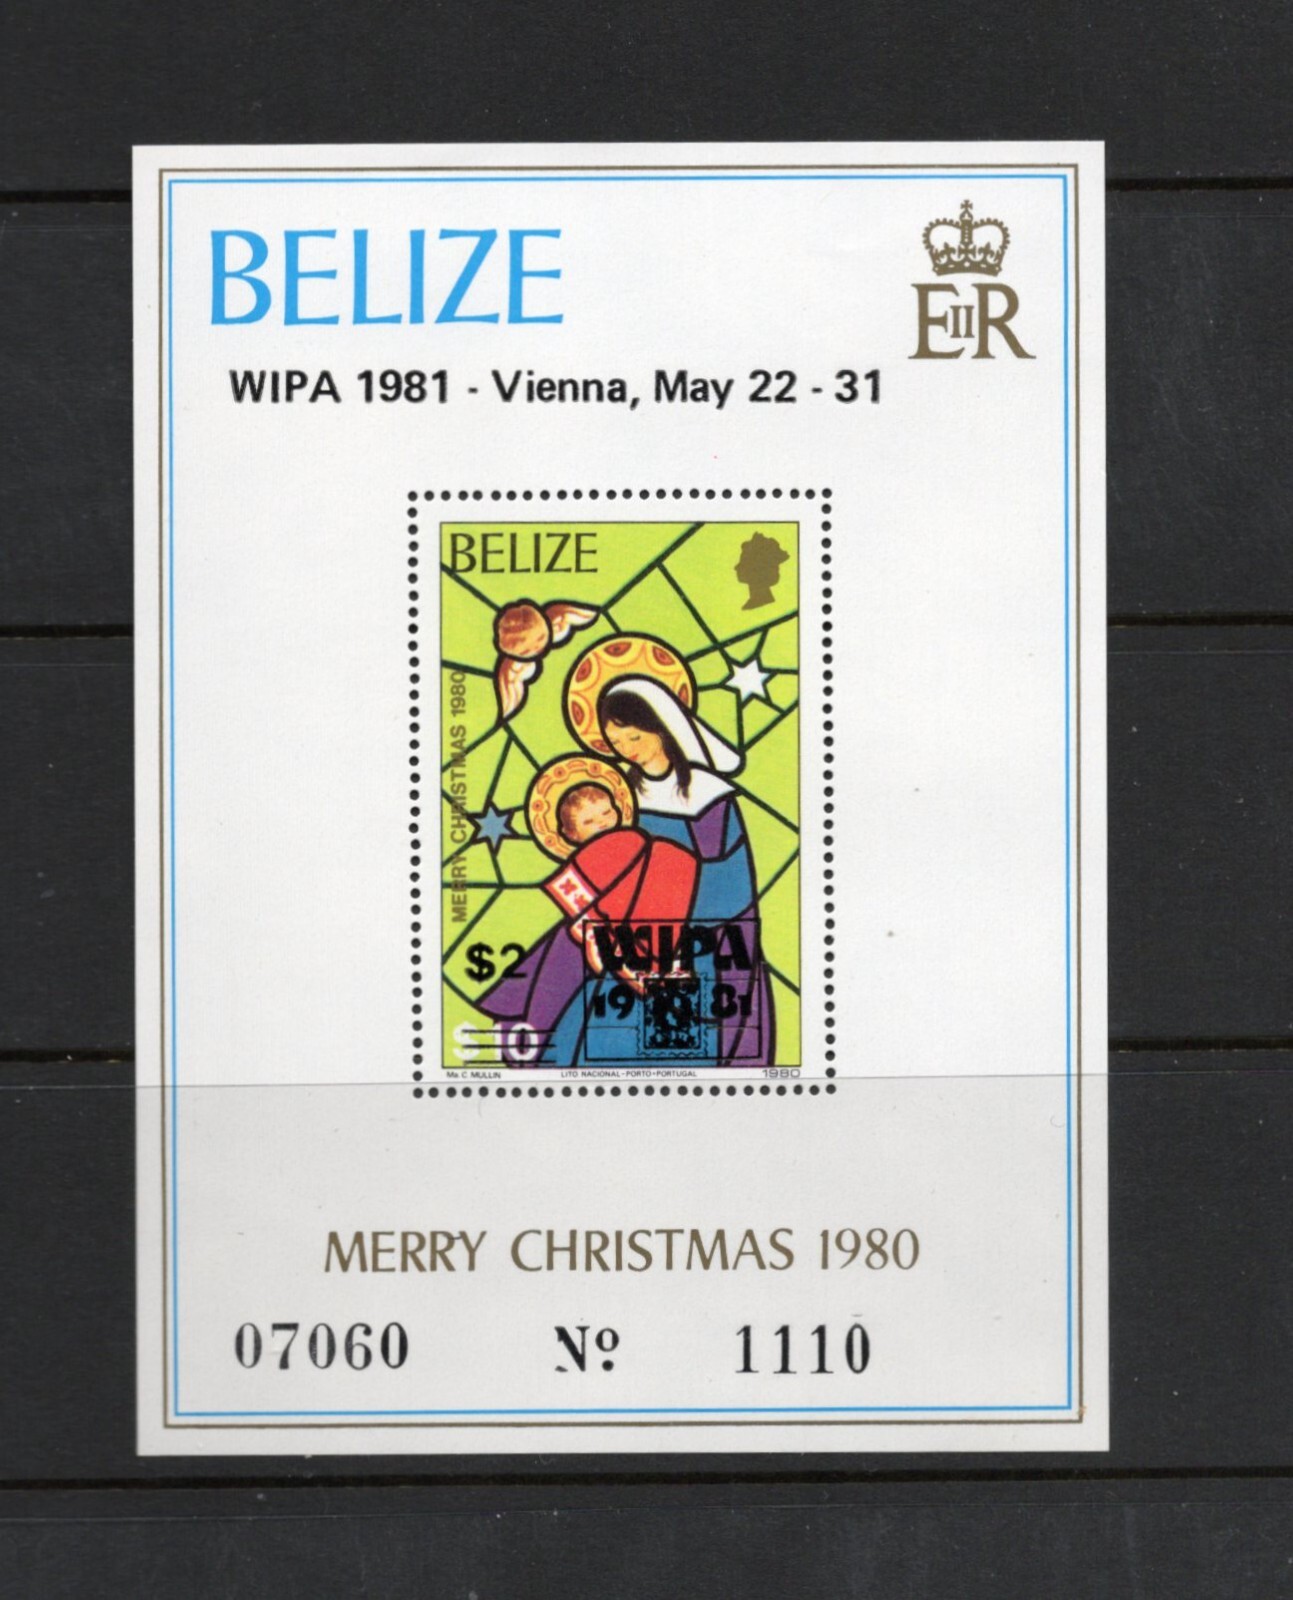 BELIZE
EIIR
WIPA 1981 - Vienna, May 22 - 31
BELIZE
MERRY CHRISTMAS 1980
$2
WIPA
1981
$10
Ma. C. MULLIN
LITO NACIONAL - PORTO - PORTUGAL
1980
MERRY CHRISTMAS 1980
07060 Nº 1110